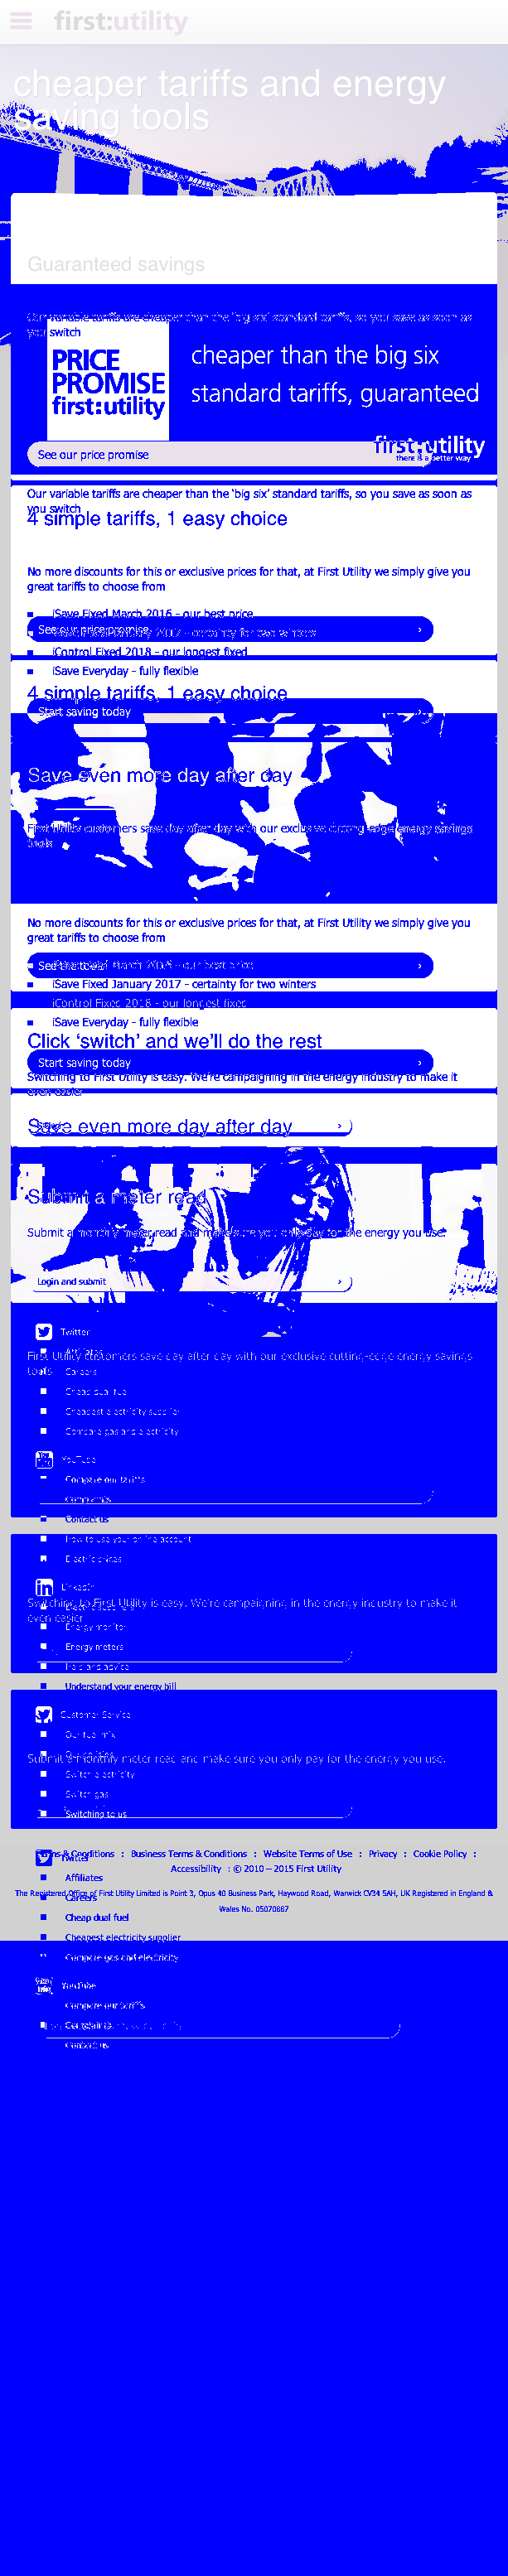 first:utility
cheaper tariffs and energy
saving tools
Guaranteed savings
Our variable tariffs are cheaper than the 'big six' standard tariffs, so you save as soon as
you switch
PRICE
PROMISE
first:utility
cheaper than the big six
standard tariffs, guaranteed
See our price promise
first:utility
there is a better way
Our variable tariffs are cheaper than the 'big six' standard tariffs, so you save as soon as
you switch
4 simple tariffs, 1 easy choice
No more discounts for this or exclusive prices for that, at First Utility we simply give you
great tariffs to choose from
iSave Fixed March 2016 - our best price
See our price promise
iControl Fixed 2018 - our longest fixed
iSave Everyday - fully flexible
4 simple tariffs, 1 easy choice
Start saving today
Save even more day after day
First Utility customers save day after day with our exclusive cutting-edge energy savings
tools
No more discounts for this or exclusive prices for that, at First Utility we simply give you
great tariffs to choose from
iSave Fixed January 2017 - certainty for two winters
iControl Fixed 2018 - our longest fixed
iSave Everyday - fully flexible
Click 'switch' and we'll do the rest
Start saving today
Switching to First Utility is easy. We're campaigning in the energy industry to make it
even easier
Save even more day after day
Submit a meter read
Submit a monthly meter read and make sure you only pay for the energy you use.
Login and submit
Twitter
Affiliates
First Utility customers save day after day with our exclusive cutting-edge energy savings
tools
Careers
Cheap dual fuel
Cheapest electricity supplier
Compare gas and electricity
YouTube
Compare our tariffs
Complaints
Contact us
How to use your online account
Electric prices
LinkedIn
Switching to First Utility is easy. We're campaigning in the energy industry to make it
even easier
Energy monitor
Energy meters
Help and advice
Understand your energy bill
Customer Service
Our fuel mix
Submit a monthly meter read and make sure you only pay for the energy you use.
Switch electricity
Switch gas
Switching to us
Terms & Conditions : Business Terms & Conditions : Website Terms of Use : Privacy : Cookie Policy :
Twitter
Accessibility : © 2010 – 2015 First Utility
Affiliates
The Registered Office of First Utility Limited is Point 3, Opus 40 Business Park, Haywood Road, Warwick CV34 5AH, UK Registered in England &
Careers
Wales No. 05070887
Cheap dual fuel
Cheapest electricity supplier
Compare gas and electricity
YouTube
Compare our tariffs
Complaints
Contact us